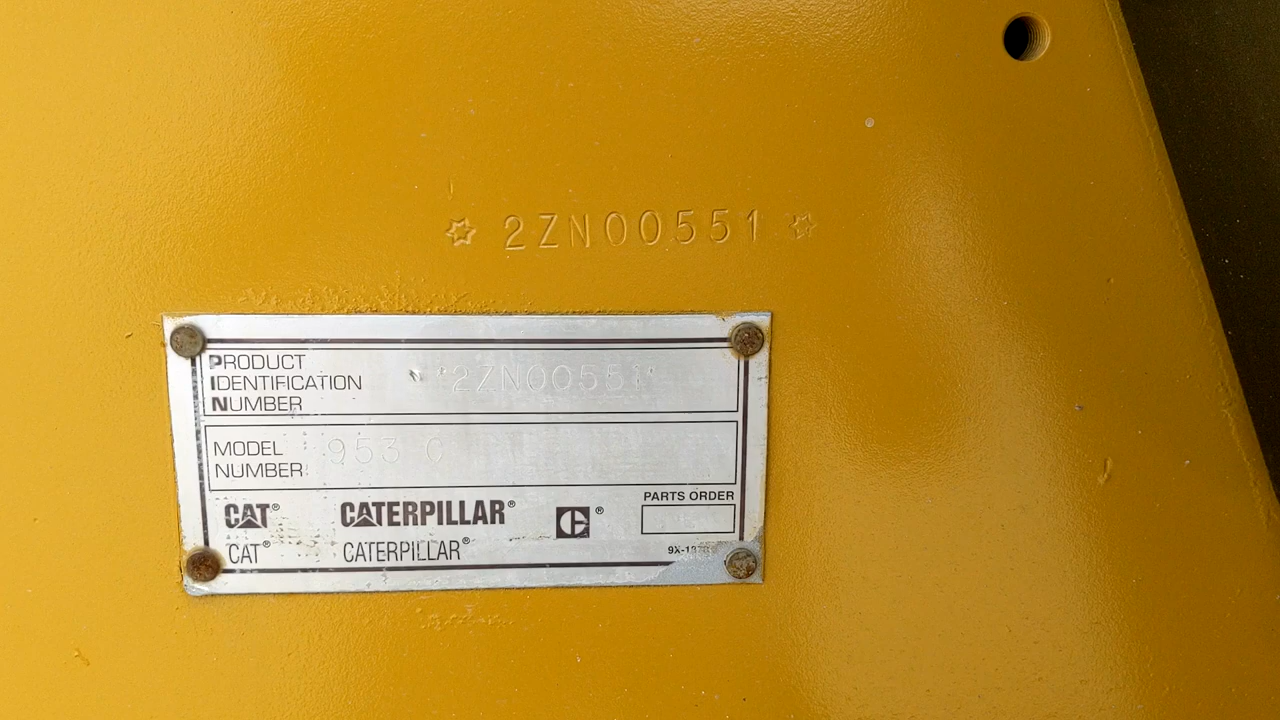 ☆ 2ZN00551 ☆
PRODUCT
IDENTIFICATION
NUMBER
*2ZN00551*
MODEL
NUMBER
953 C
PARTS ORDER
CAT® CATERPILLAR® ®
CAT® CATERPILLAR®